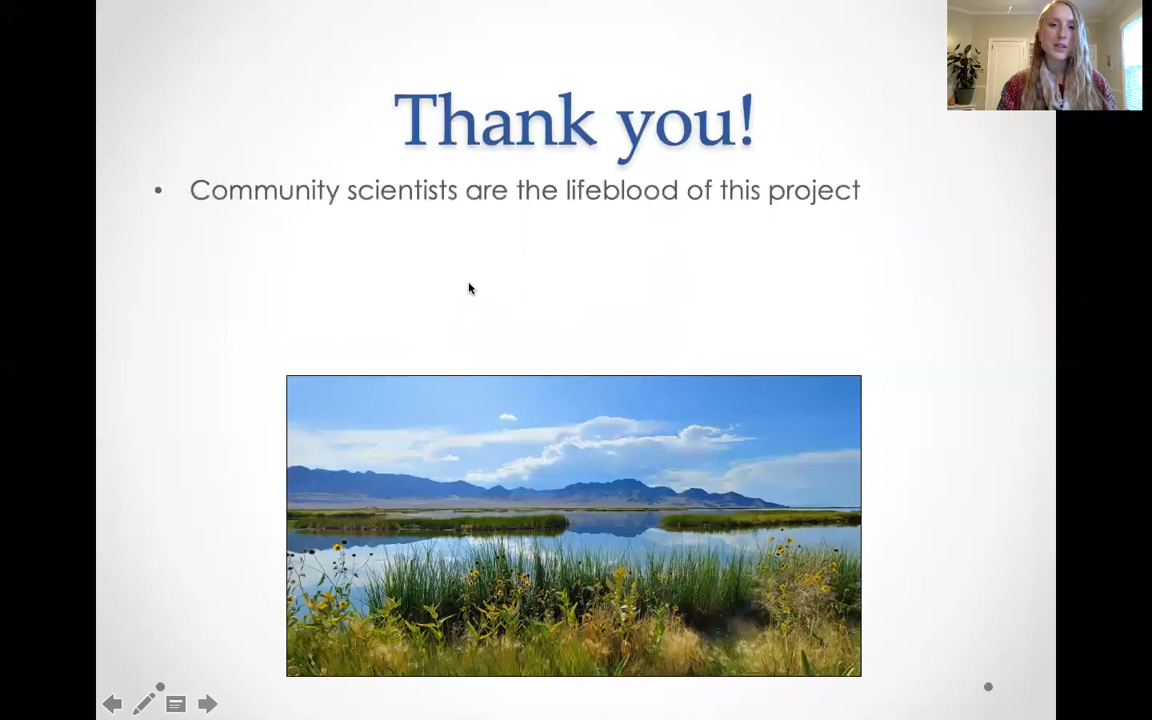 Thank you!
• Community scientists are the lifeblood of this project